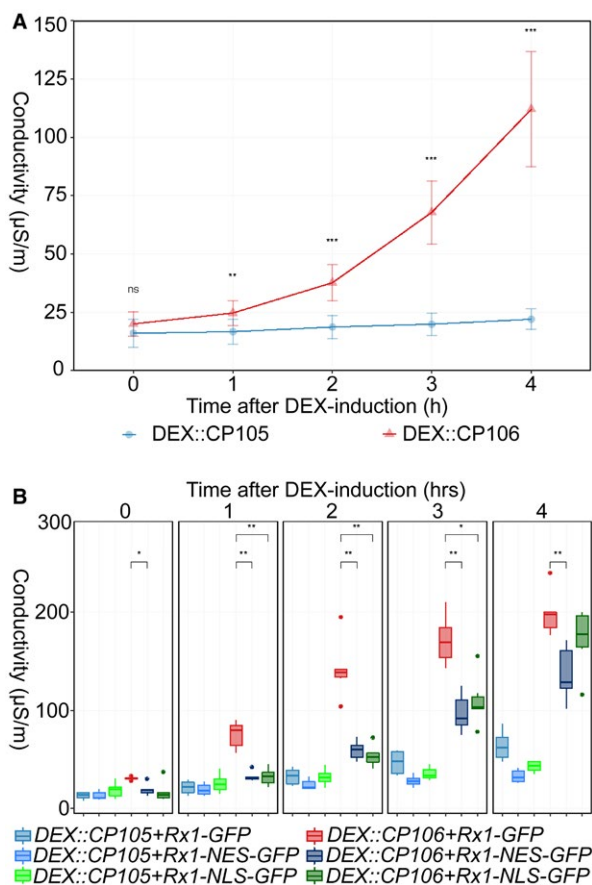 A
150
***
125
100
***
75
***
50
**
ns
25
0
Conductivity (µS/m)
0 1 2 3 4
Time after DEX-induction (h)
DEX::CP105 DEX::CP106
B
Time after DEX-induction (hrs)
0 1 2 3 4
300
** ** *
* ** ** ** **
200
100
0
Conductivity (µS/m)
DEX::CP105+Rx1-GFP DEX::CP106+Rx1-GFP
DEX::CP105+Rx1-NES-GFP DEX::CP106+Rx1-NES-GFP
DEX::CP105+Rx1-NLS-GFP DEX::CP106+Rx1-NLS-GFP